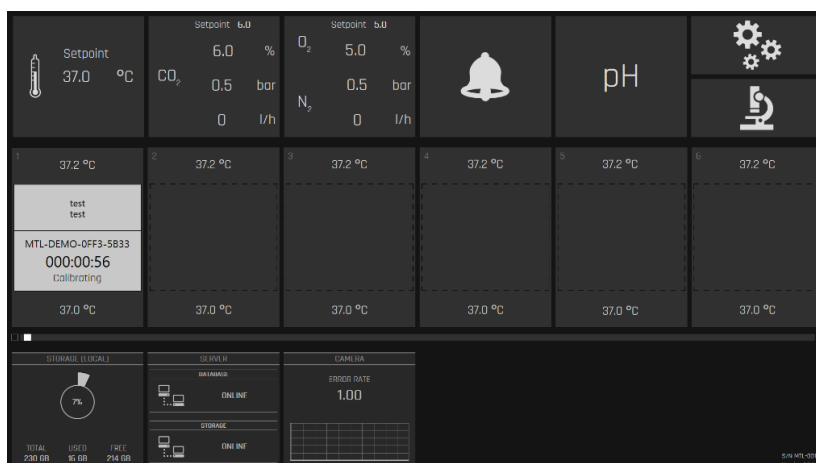 Setpoint
37.0 °C
Setpoint 6.0
6.0 %
CO2
0.5 bar
0 l/h
Setpoint 5.0
O2
5.0 %
0.5 bar
N2
0 l/h
pH
1
37.2 °C
test
test
MTL-DEMO-0FF3-5B33
000:00:56
Calibrating
37.0 °C
2
37.2 °C
37.0 °C
3
37.2 °C
37.0 °C
4
37.2 °C
37.0 °C
5
37.2 °C
37.0 °C
6
37.2 °C
37.0 °C
STORAGE (LOCAL)
7%
TOTAL USED FREE
230 GB 16 GB 214 GB
SERVER
DATABASE
ONLINE
STORAGE
ONLINE
CAMERA
ERROR RATE
1.00